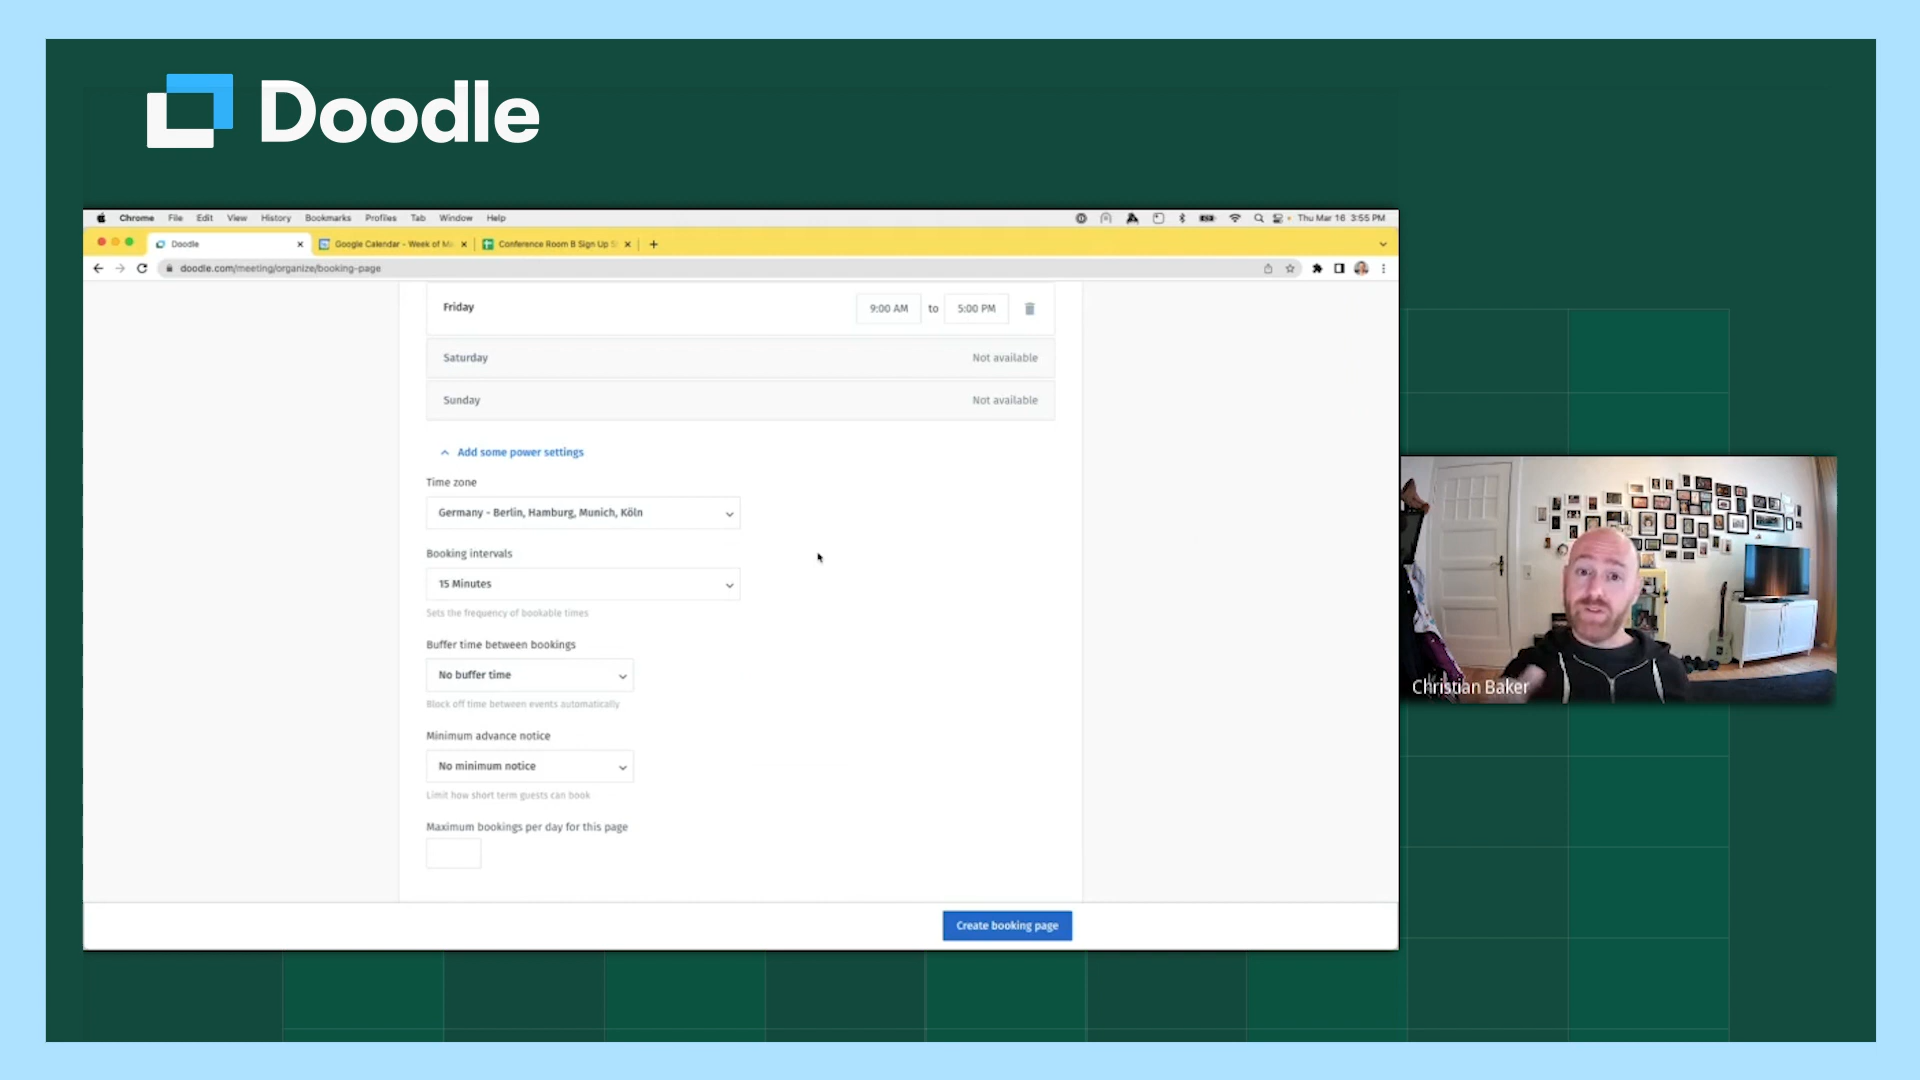 Doodle
Chrome File Edit View History Bookmarks Profiles Tab Window Help
Thu Mar 16 3:55 PM
Doodle
Google Calendar - Week of Ma
Conference Room B Sign Up S
doodle.com/meeting/organize/booking-page
Friday 9:00 AM to 5:00 PM
Saturday Not available
Sunday Not available
Add some power settings
Time zone
Germany - Berlin, Hamburg, Munich, Köln
Booking intervals
15 Minutes
Sets the frequency of bookable times
Buffer time between bookings
No buffer time
Block off time between events automatically
Minimum advance notice
No minimum notice
Limit how short term guests can book
Maximum bookings per day for this page
Create booking page
Christian Baker